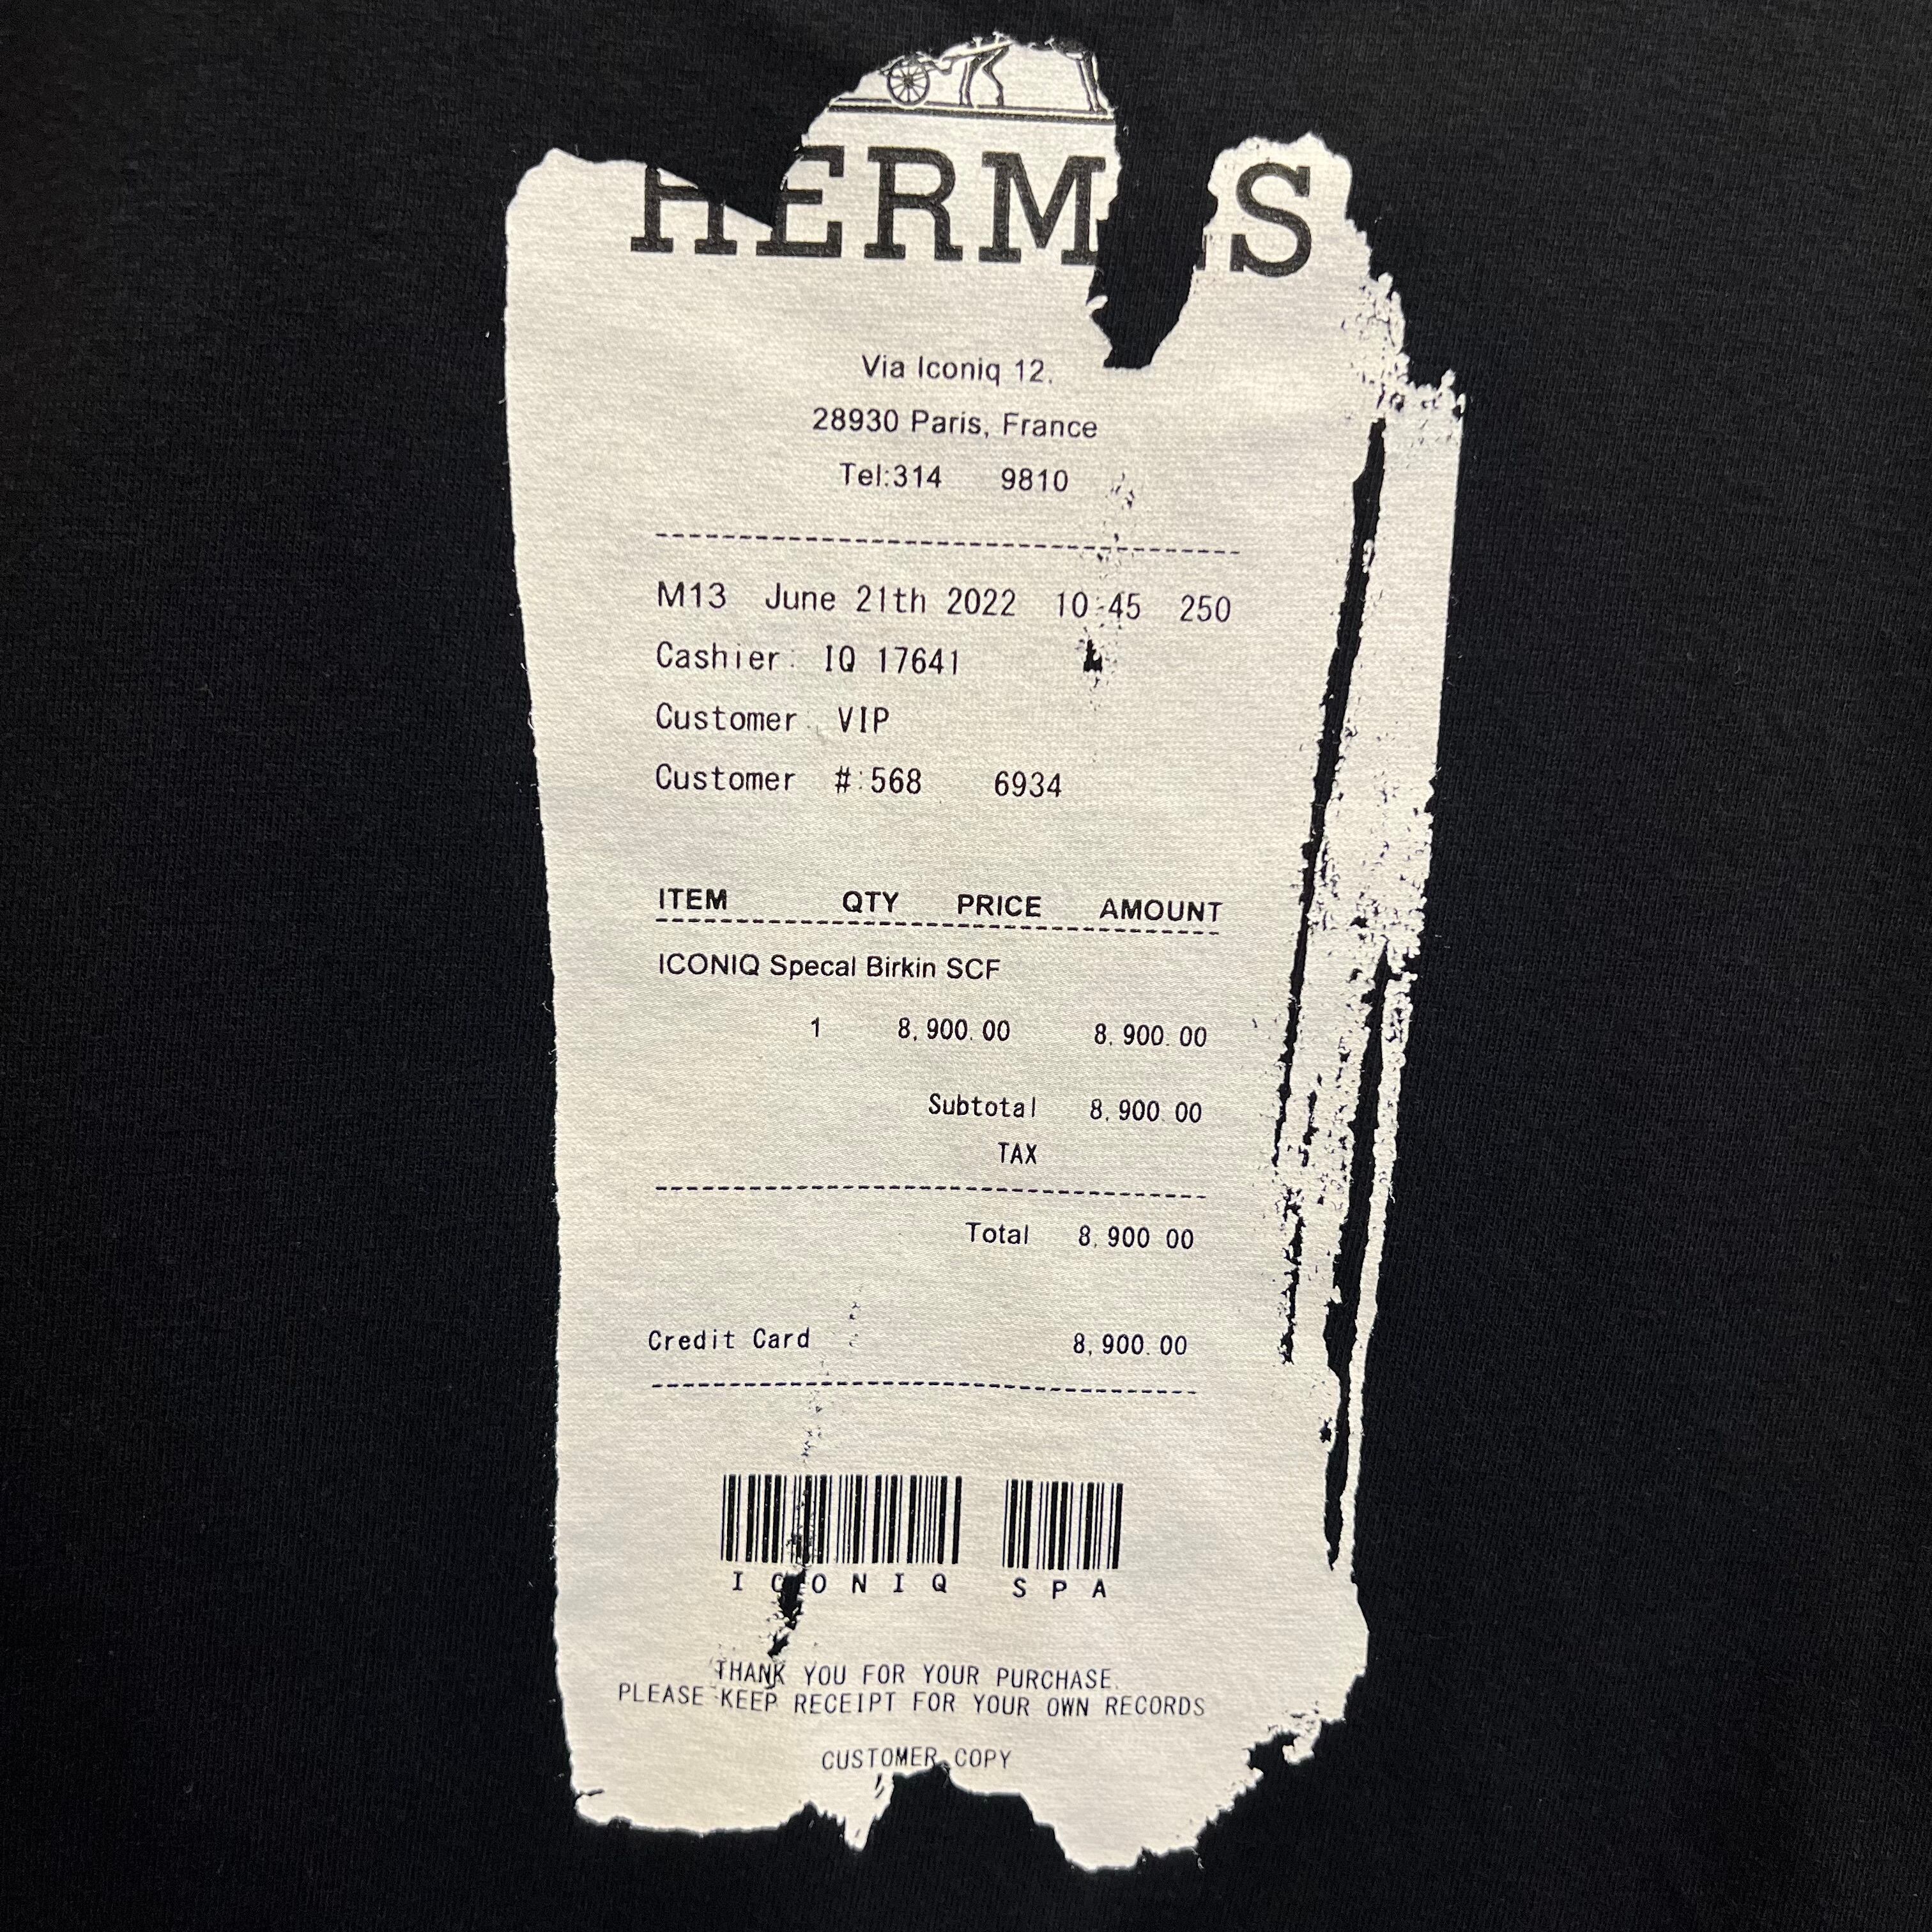 HERMES
Via Iconiq 12.
28930 Paris, France
Tel:314 9810
M13 June 21th 2022 10:45 250
Cashier: IQ 17641
Customer: VIP
Customer #:568 6934
ITEM QTY PRICE AMOUNT
ICONIQ Specal Birkin SCF
1 8,900.00 8,900.00
Subtotal 8,900.00
TAX
Total 8,900 00
Credit Card 8,900.00
ICONIQ SPA
THANK YOU FOR YOUR PURCHASE.
PLEASE KEEP RECEIPT FOR YOUR OWN RECORDS
CUSTOMER COPY